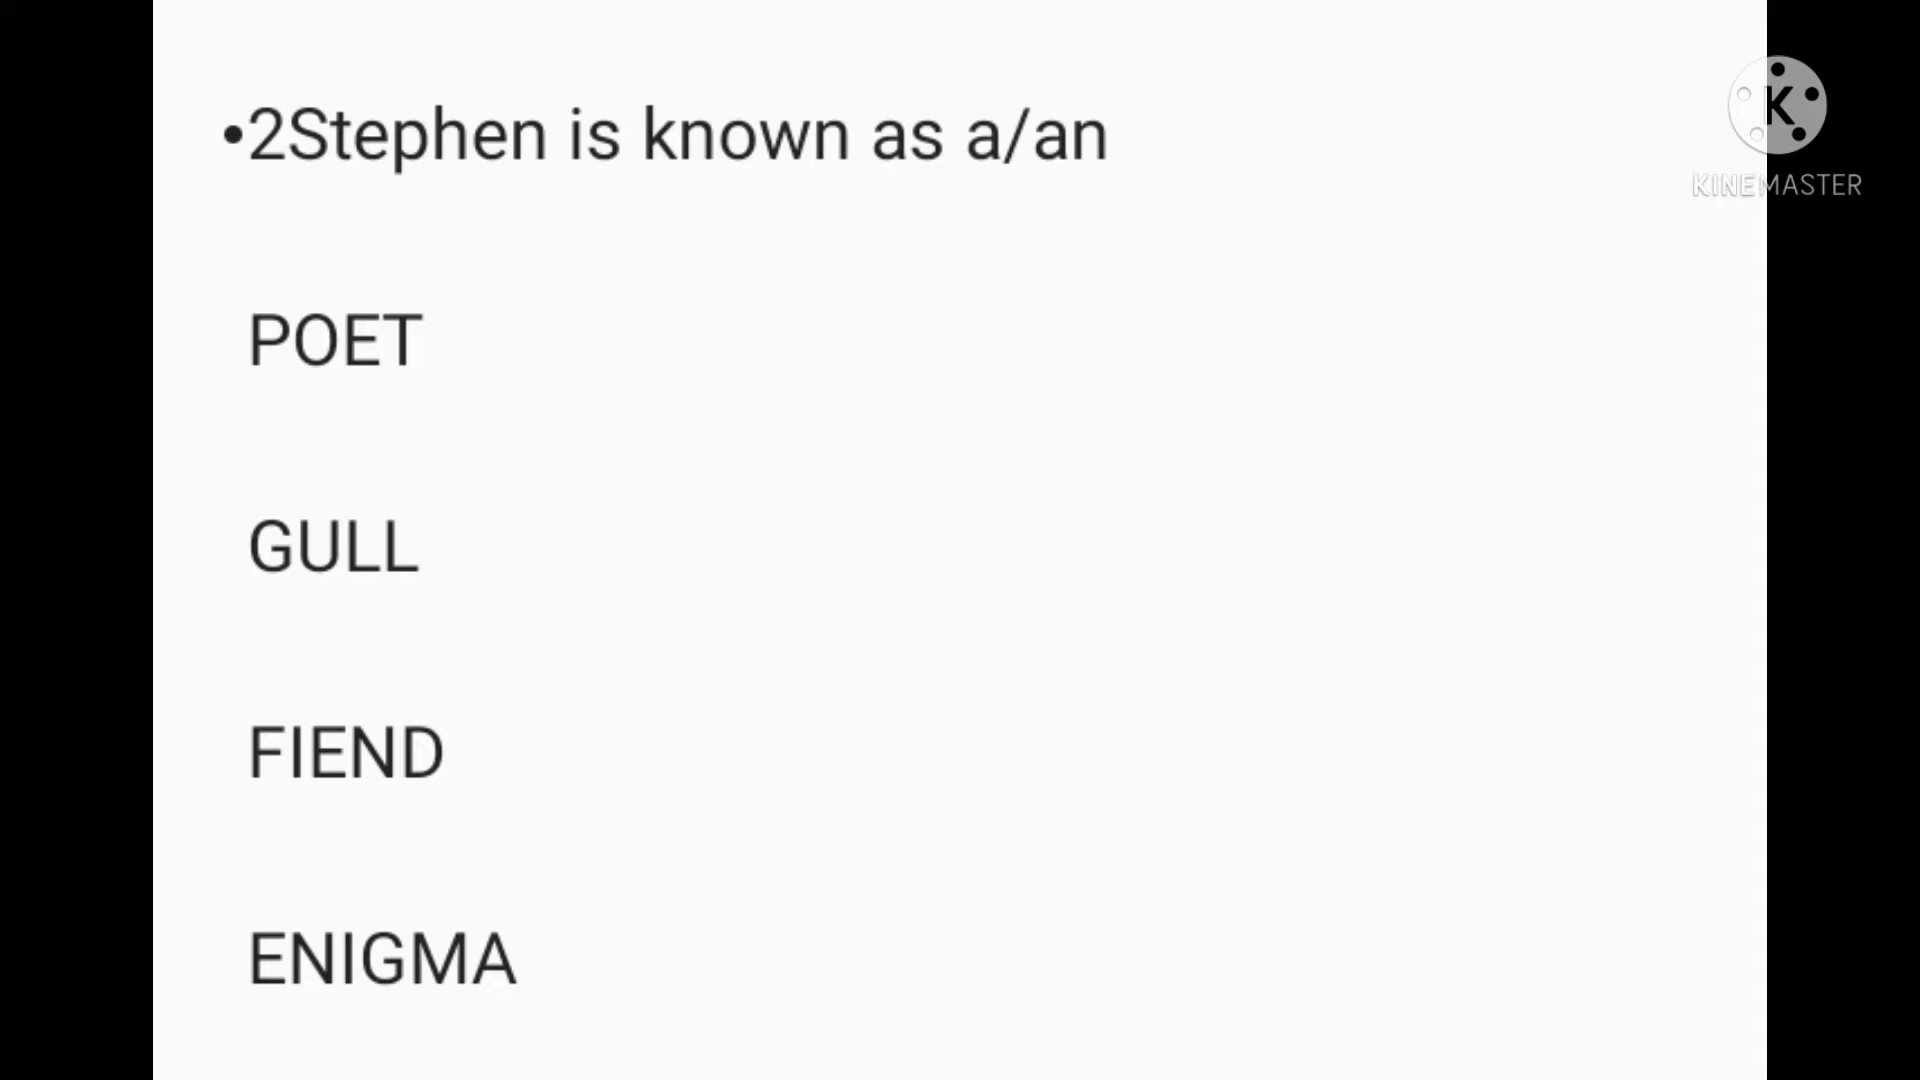 •2Stephen is known as a/an
K
KINEMASTER
POET
GULL
FIEND
ENIGMA